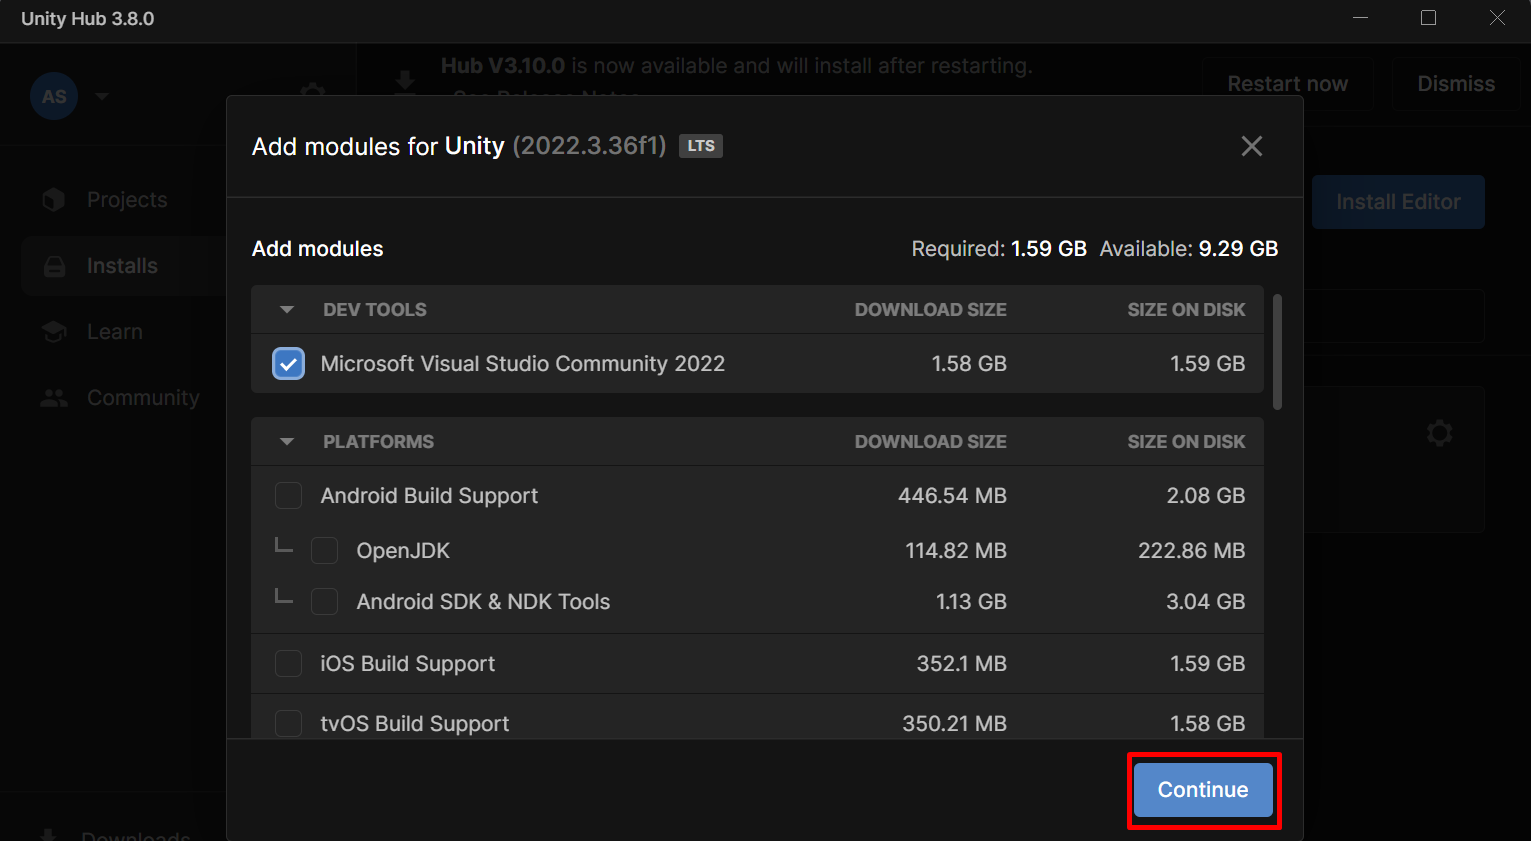 Unity Hub 3.8.0
Hub V3.10.0 is now available and will install after restarting.
Restart now
Dismiss
AS
Projects
Installs
Learn
Community
Downloads
Install Editor
Add modules for Unity (2022.3.36f1) LTS
Add modules
Required: 1.59 GB Available: 9.29 GB
DEV TOOLS DOWNLOAD SIZE SIZE ON DISK
Microsoft Visual Studio Community 2022 1.58 GB 1.59 GB
PLATFORMS DOWNLOAD SIZE SIZE ON DISK
Android Build Support 446.54 MB 2.08 GB
OpenJDK 114.82 MB 222.86 MB
Android SDK & NDK Tools 1.13 GB 3.04 GB
iOS Build Support 352.1 MB 1.59 GB
tvOS Build Support 350.21 MB 1.58 GB
Continue